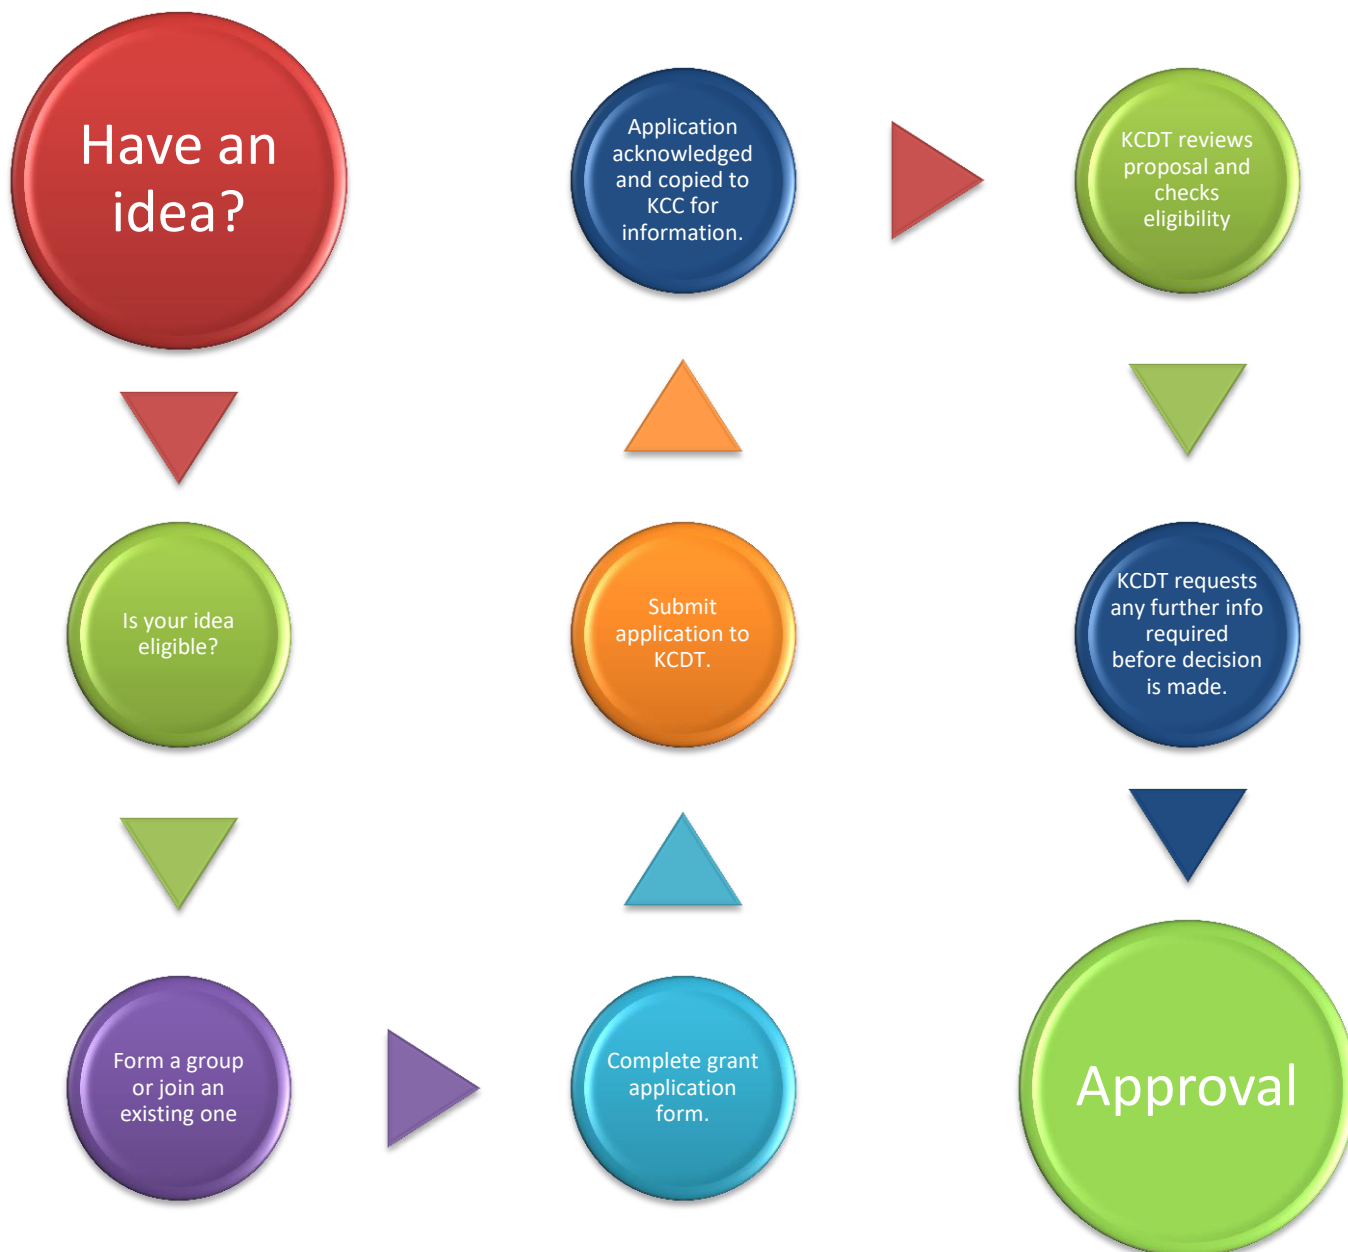 Have an
idea?
Is your idea
eligible?
Form a group
or join an
existing one
Complete grant
application
form.
Submit
application to
KCDT.
Application
acknowledged
and copied to
KCC for
information.
KCDT reviews
proposal and
checks
eligibility
KCDT requests
any further info
required
before decision
is made.
Approval